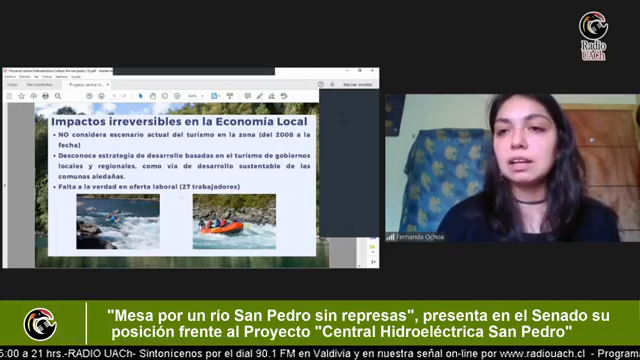 Radio
UACh
Iniciar sesión
Impactos irreversibles en la Economía Local
NO considera escenario actual del turismo en la zona (del 2008 a la
fecha)
Desconoce estrategia de desarrollo basadas en el turismo de gobiernos
locales y regionales, como vía de desarrollo sustentable de las
comunas aledañas.
Falta a la verdad en oferta laboral (27 trabajadores)
Fernanda Ochoa
"Mesa por un río San Pedro sin represas", presenta en el Senado su
posición frente al Proyecto "Central Hidroeléctrica San Pedro"
5:00 a 21 hrs.-RADIO UACh- Sintonícenos por el dial 90.1 FM en Valdivia y en nuestra señal on-line por www.radiouach.cl - Program